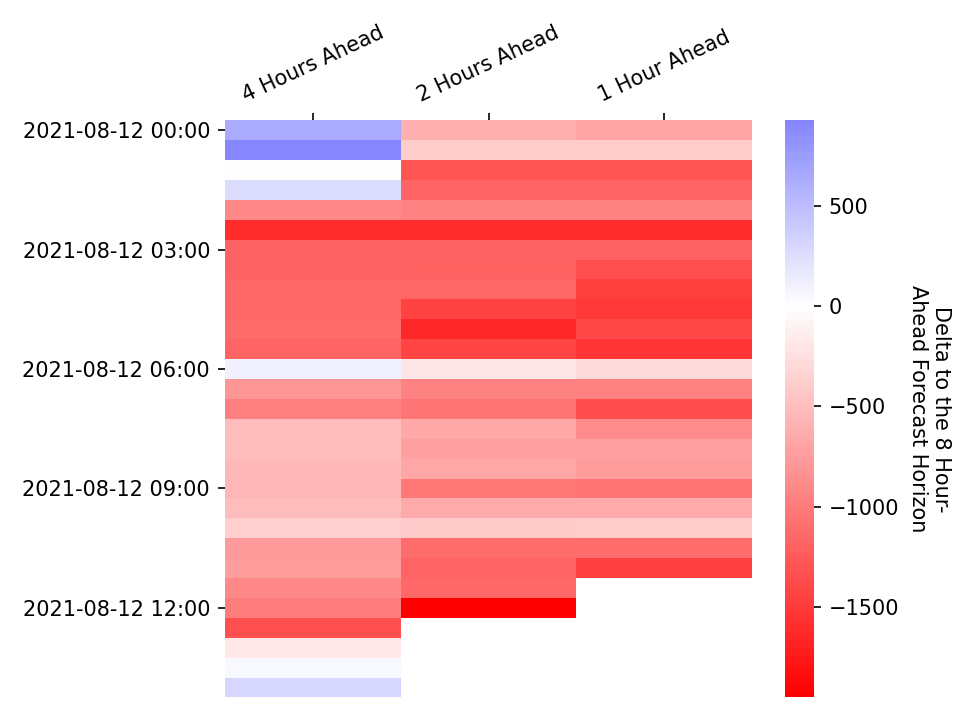 4 Hours Ahead
2 Hours Ahead
1 Hour Ahead
2021-08-12 00:00
2021-08-12 03:00
2021-08-12 06:00
2021-08-12 09:00
2021-08-12 12:00
500
0
−500
−1000
−1500
Delta to the 8 Hour-
Ahead Forecast Horizon